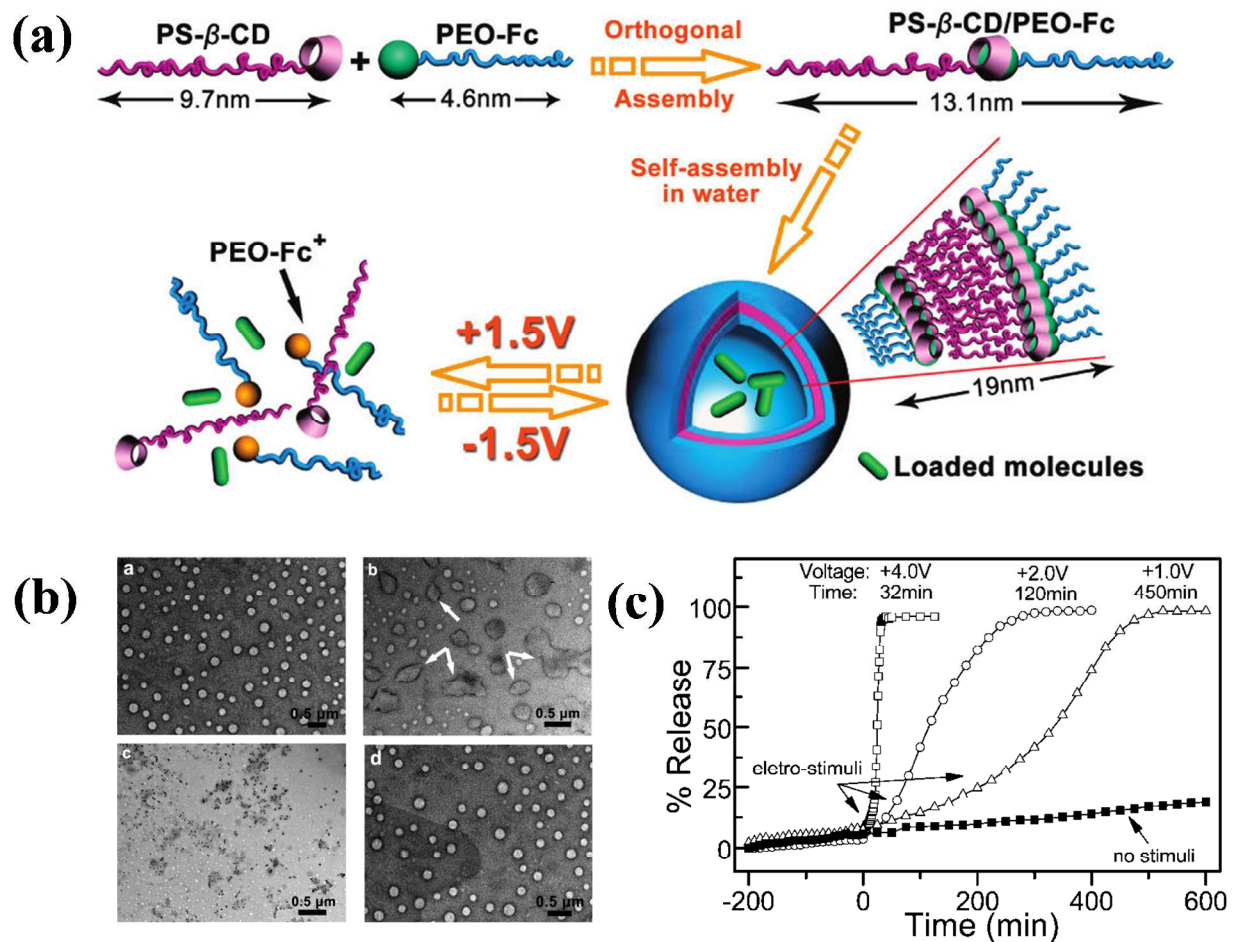 (a)
PS-β-CD
+
PEO-Fc
Orthogonal
Assembly
PS-β-CD/PEO-Fc
9.7nm
4.6nm
13.1nm
Self-assembly
in water
PEO-Fc⁺
+1.5V
-1.5V
19nm
Loaded molecules
(b)
a
0.5 μm
b
0.5 μm
c
0.5 μm
d
0.5 μm
(c)
Voltage: +4.0V +2.0V +1.0V
Time: 32min 120min 450min
% Release
100
75
50
25
0
eletro-stimuli
no stimuli
-200 0 200 400 600
Time (min)